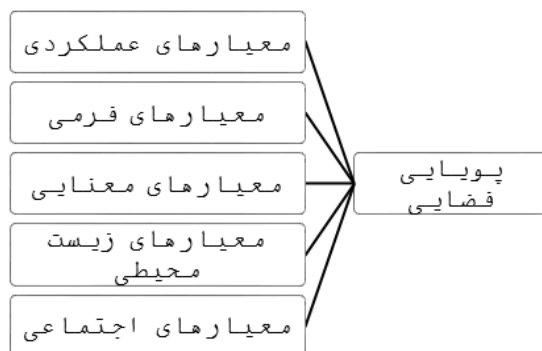 معیارهای عملکردی
معیارهای فرمی
معیارهای معنایی
معیارهای زیست
محیطی
معیارهای اجتماعی
پویایی
فضایی